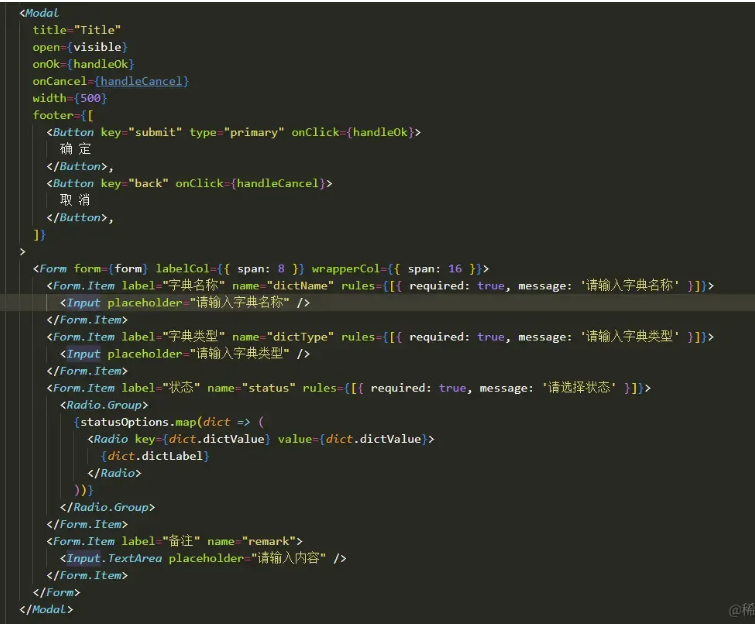 <Modal
title="Title"
open={visible}
onOk={handleOk}
onCancel={handleCancel}
width={500}
footer={[
<Button key="submit" type="primary" onClick={handleOk}>
确 定
</Button>,
<Button key="back" onClick={handleCancel}>
取 消
</Button>,
]}
>
<Form form={form} labelCol={{ span: 8 }} wrapperCol={{ span: 16 }}>
<Form.Item label="字典名称" name="dictName" rules={[{ required: true, message: '请输入字典名称' }]}>
<Input placeholder="请输入字典名称" />
</Form.Item>
<Form.Item label="字典类型" name="dictType" rules={[{ required: true, message: '请输入字典类型' }]}>
<Input placeholder="请输入字典类型" />
</Form.Item>
<Form.Item label="状态" name="status" rules={[{ required: true, message: '请选择状态' }]}>
<Radio.Group>
{statusOptions.map(dict => (
<Radio key={dict.dictValue} value={dict.dictValue}>
{dict.dictLabel}
</Radio>
))}
</Radio.Group>
</Form.Item>
<Form.Item label="备注" name="remark">
<Input.TextArea placeholder="请输入内容" />
</Form.Item>
</Form>
</Modal>
@稀